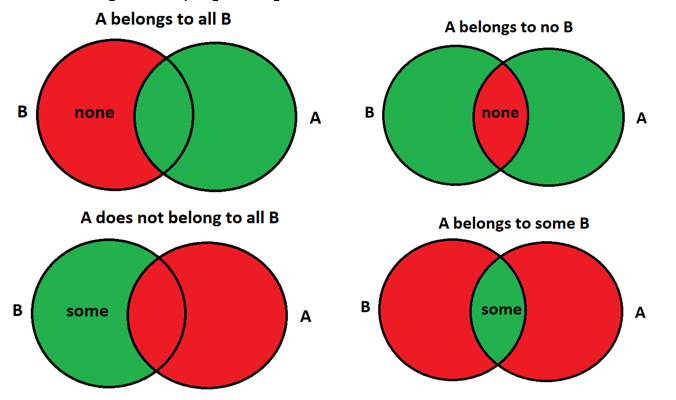 A belongs to all B
B
none
A
A belongs to no B
B
none
A
A does not belong to all B
B
some
A
A belongs to some B
B
some
A